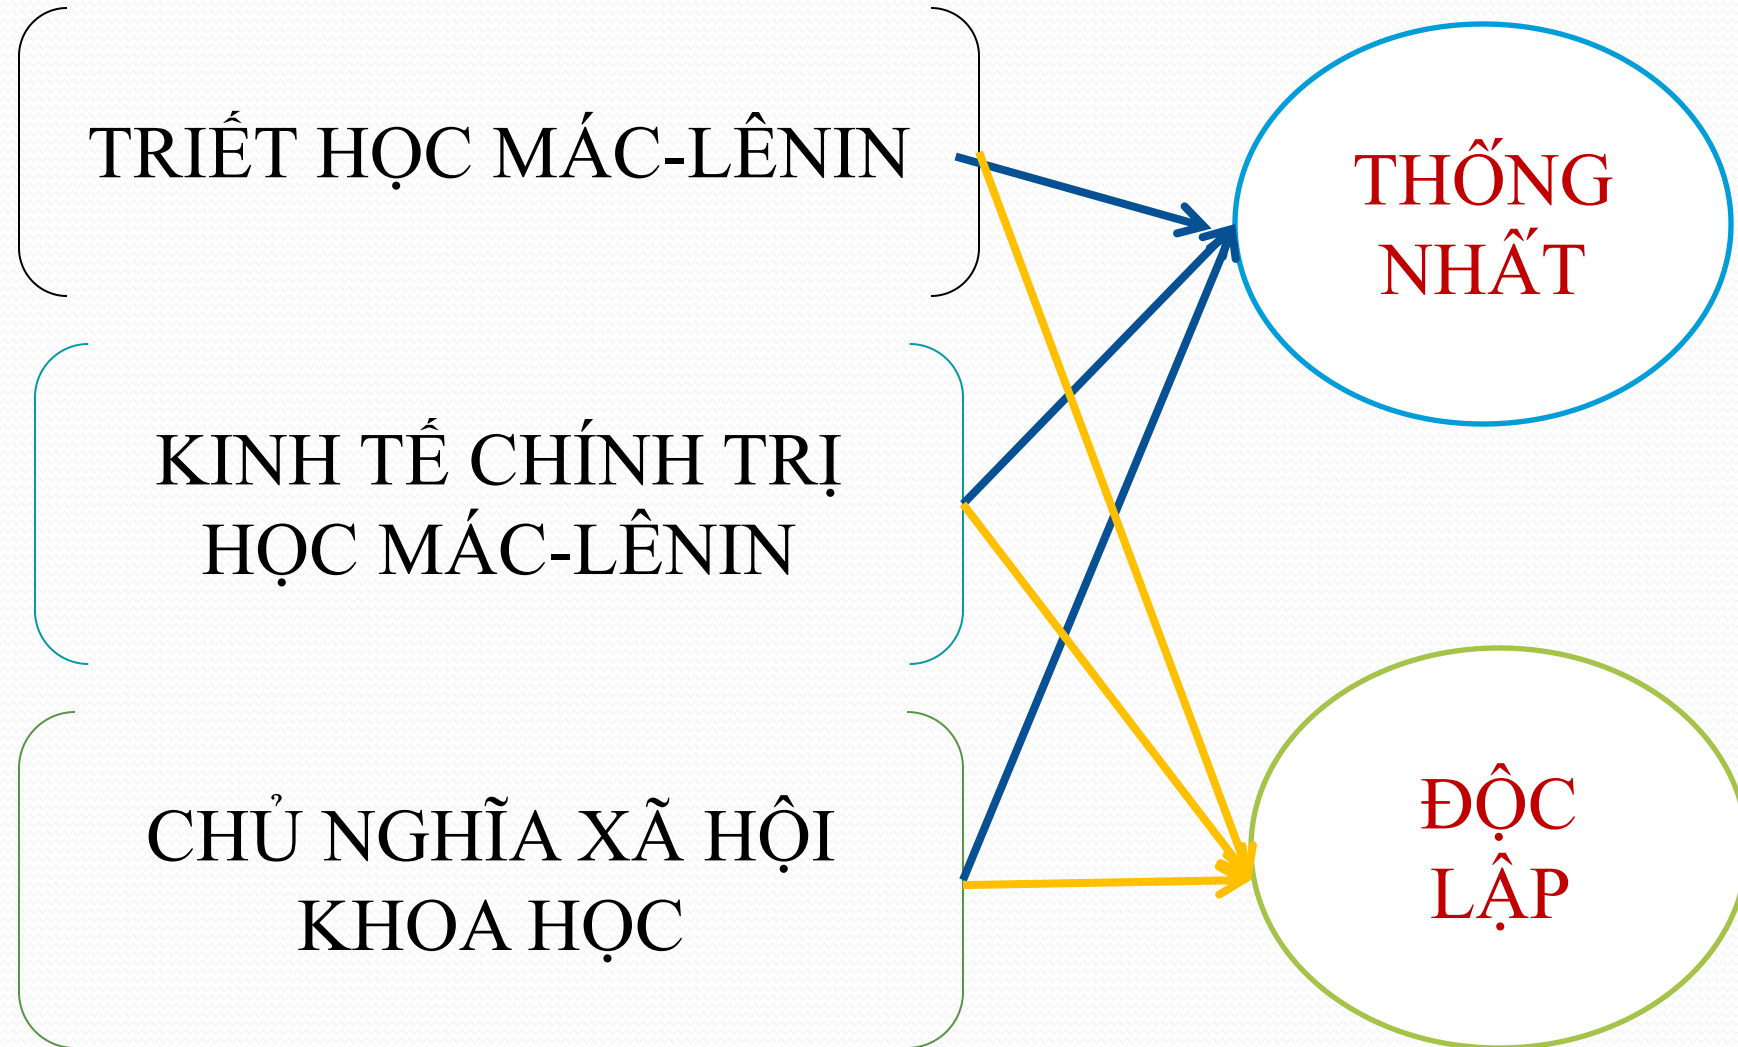 TRIẾT HỌC MÁC-LÊNIN
THỐNG
NHẤT
KINH TẾ CHÍNH TRỊ
HỌC MÁC-LÊNIN
CHỦ NGHĨA XÃ HỘI
KHOA HỌC
ĐỘC
LẬP